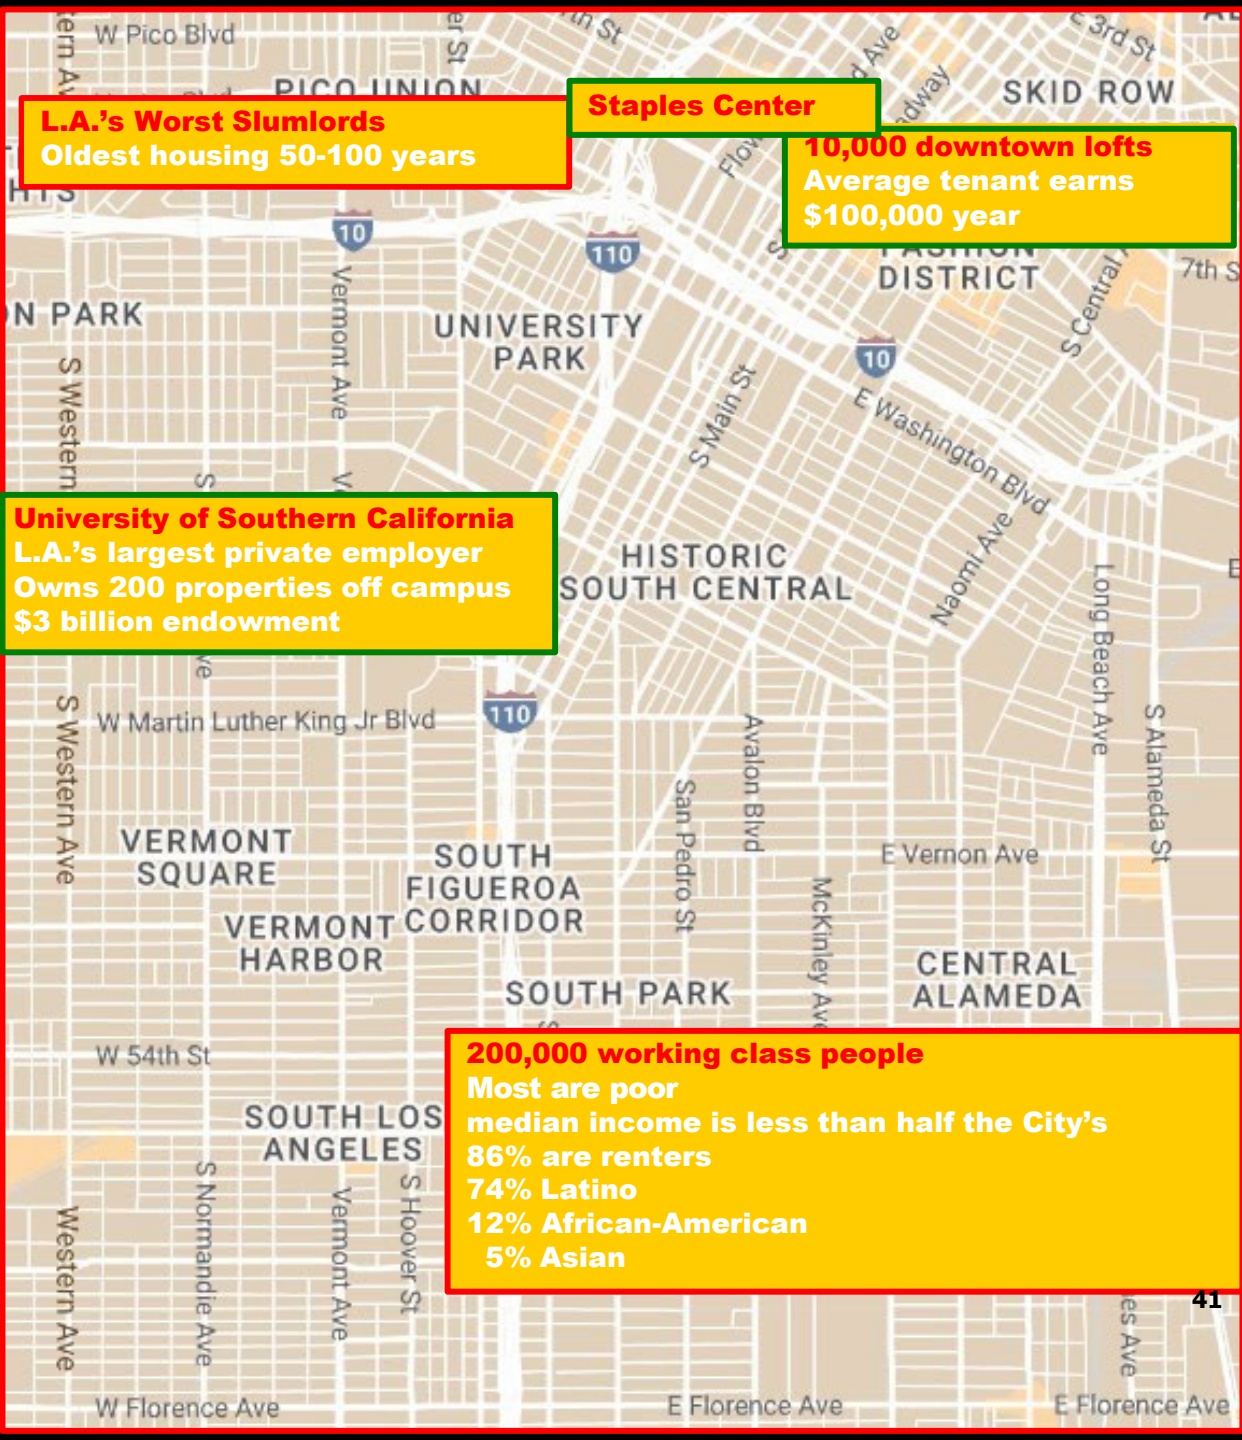 W Pico Blvd
E 3rd St
PICO UNION
SKID ROW
Staples Center
L.A.’s Worst Slumlords
Oldest housing 50-100 years
10,000 downtown lofts
Average tenant earns
$100,000 year
10
110
FASHION
DISTRICT
7th S
S Central
N PARK
Vermont Ave
UNIVERSITY
PARK
10
S Western
S Main St
E Washington Blvd
University of Southern California
L.A.’s largest private employer
Owns 200 properties off campus
$3 billion endowment
HISTORIC
SOUTH CENTRAL
Naomi Ave
Long Beach Ave
S Western Ave
W Martin Luther King Jr Blvd
110
Avalon Blvd
S Alameda St
San Pedro St
VERMONT
SQUARE
SOUTH
FIGUEROA
CORRIDOR
E Vernon Ave
McKinley Ave
VERMONT
HARBOR
CENTRAL
ALAMEDA
SOUTH PARK
W 54th St
200,000 working class people
Most are poor
median income is less than half the City’s
86% are renters
74% Latino
12% African-American
5% Asian
SOUTH LOS
ANGELES
S Normandie Ave
Vermont Ave
S Hoover St
Western Ave
41
es Ave
W Florence Ave
E Florence Ave
E Florence Ave